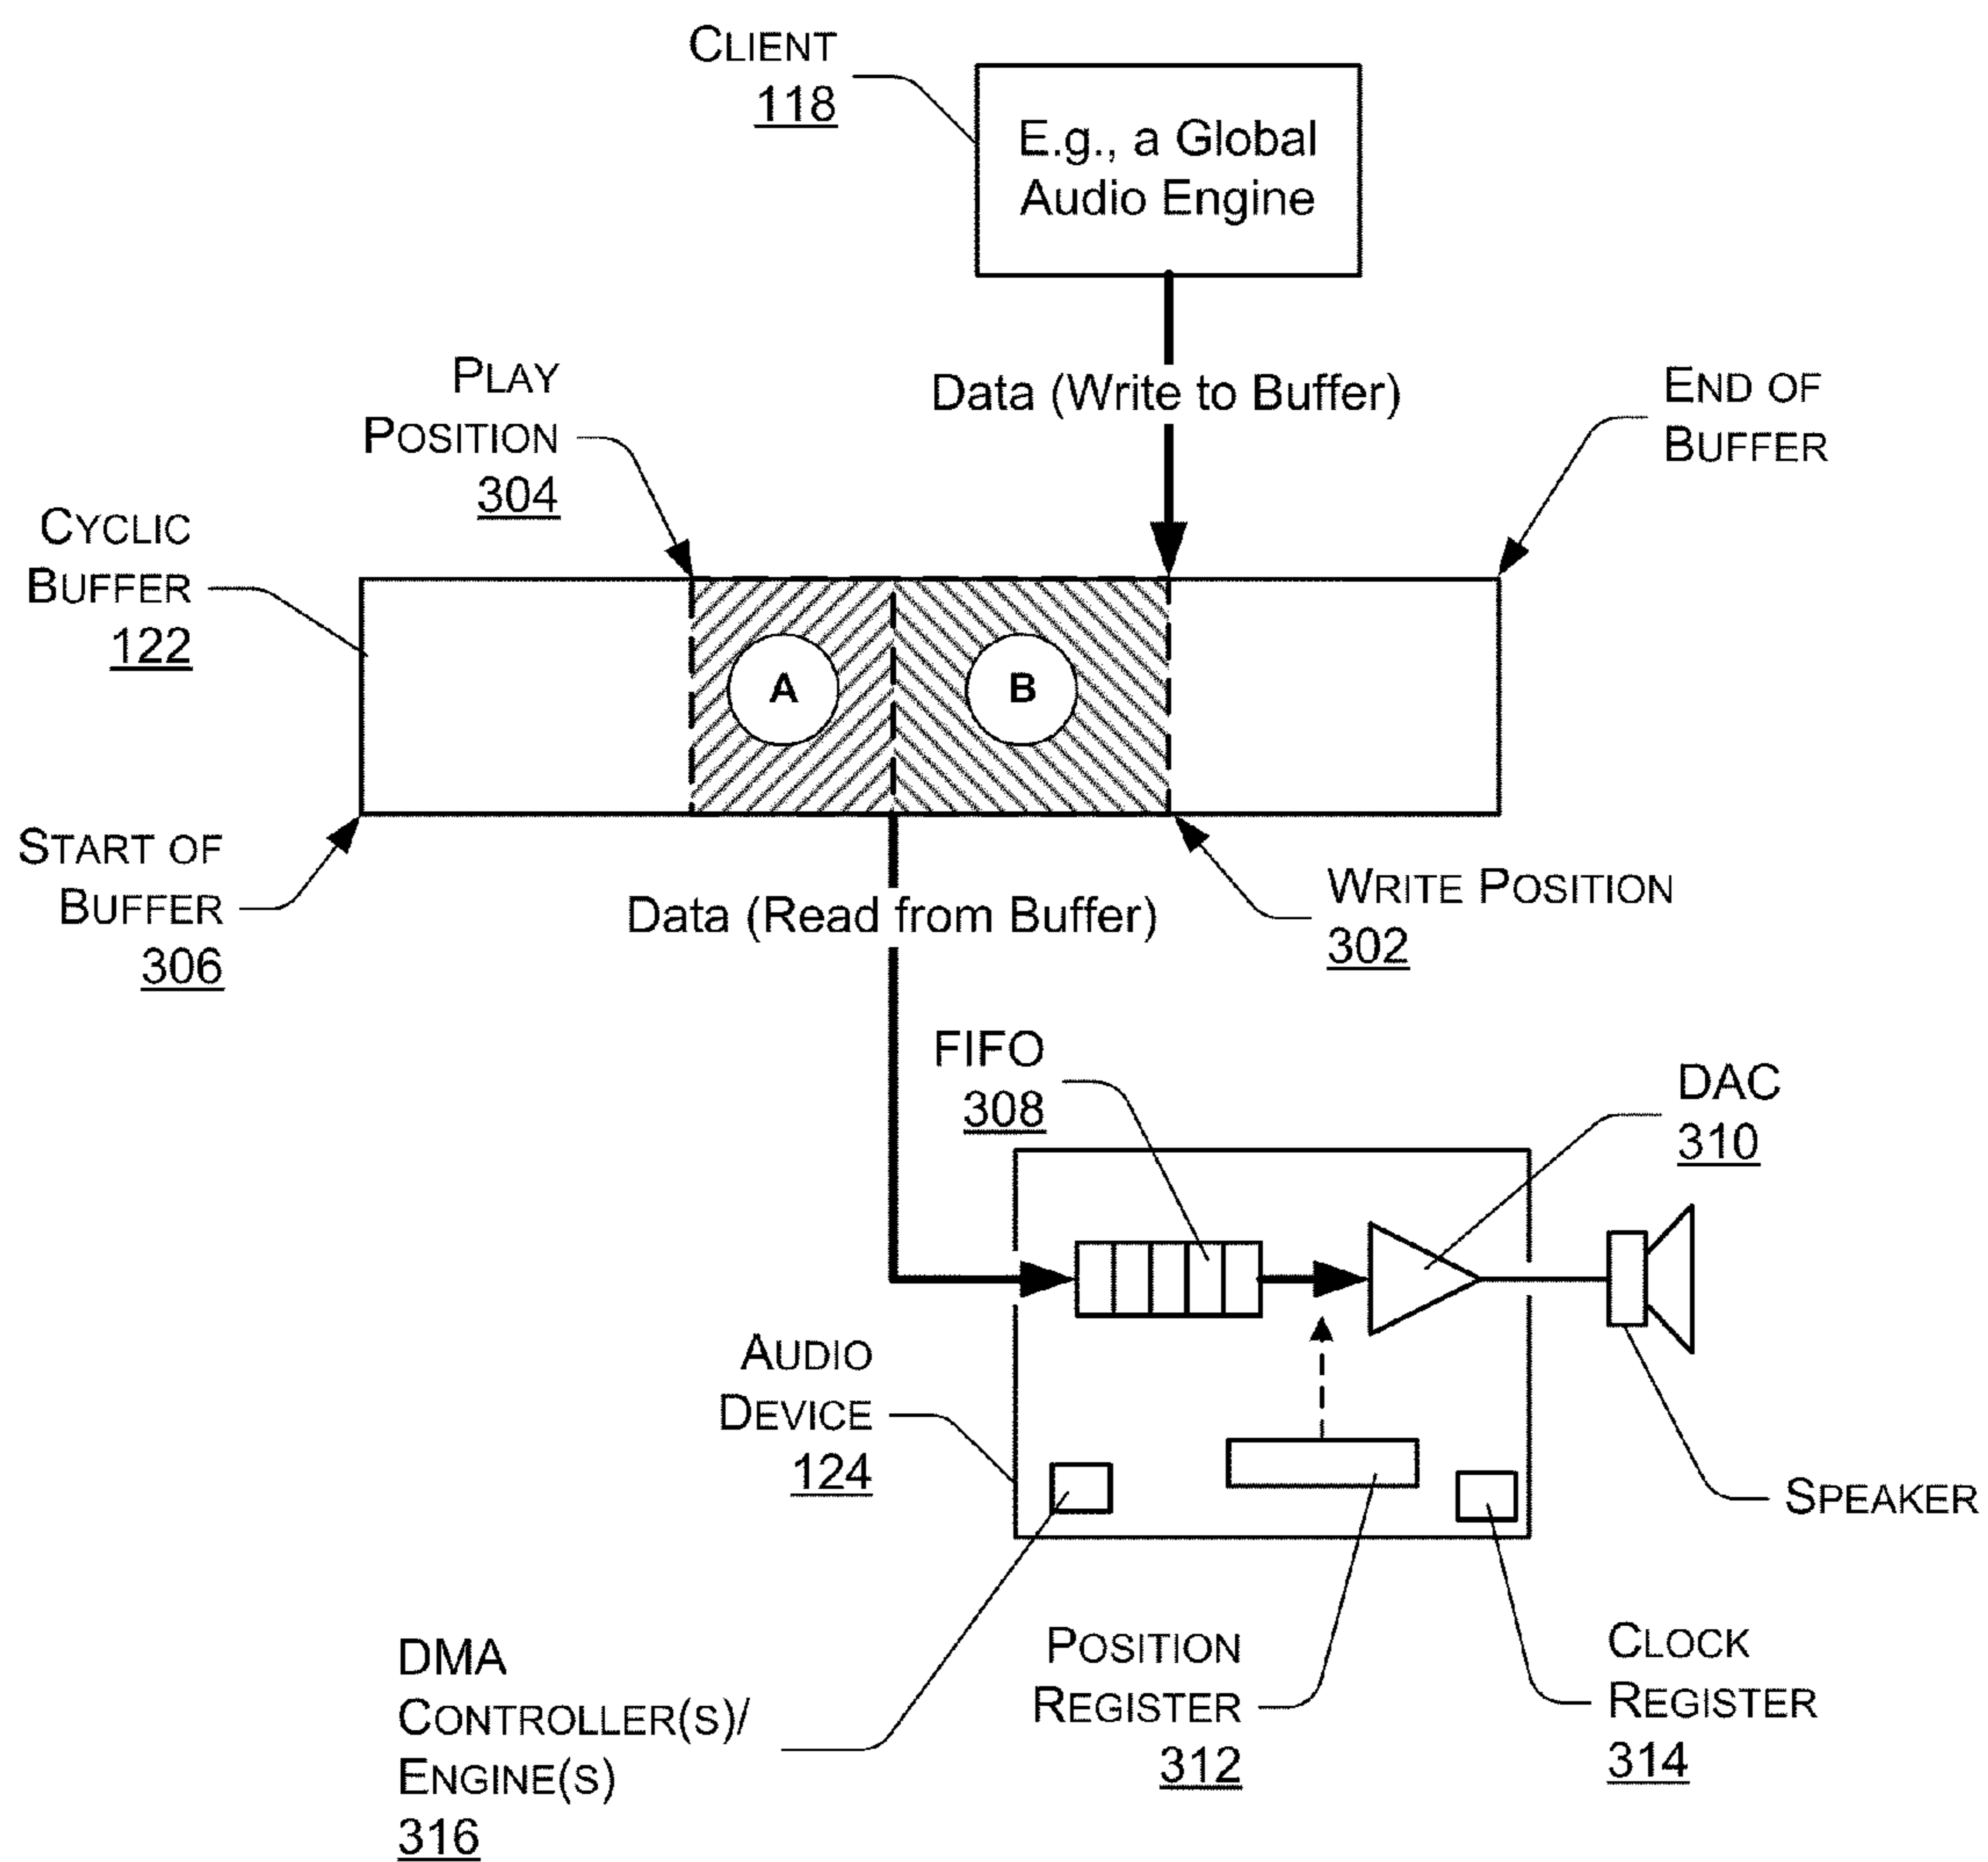 CLIENT
118
E.g., a Global
Audio Engine
PLAY
POSITION
304
Data (Write to Buffer)
END OF
BUFFER
CYCLIC
BUFFER
122
A
B
START OF
BUFFER
306
Data (Read from Buffer)
WRITE POSITION
302
FIFO
308
DAC
310
AUDIO
DEVICE
124
SPEAKER
DMA
CONTROLLER(S)/
ENGINE(S)
316
POSITION
REGISTER
312
CLOCK
REGISTER
314